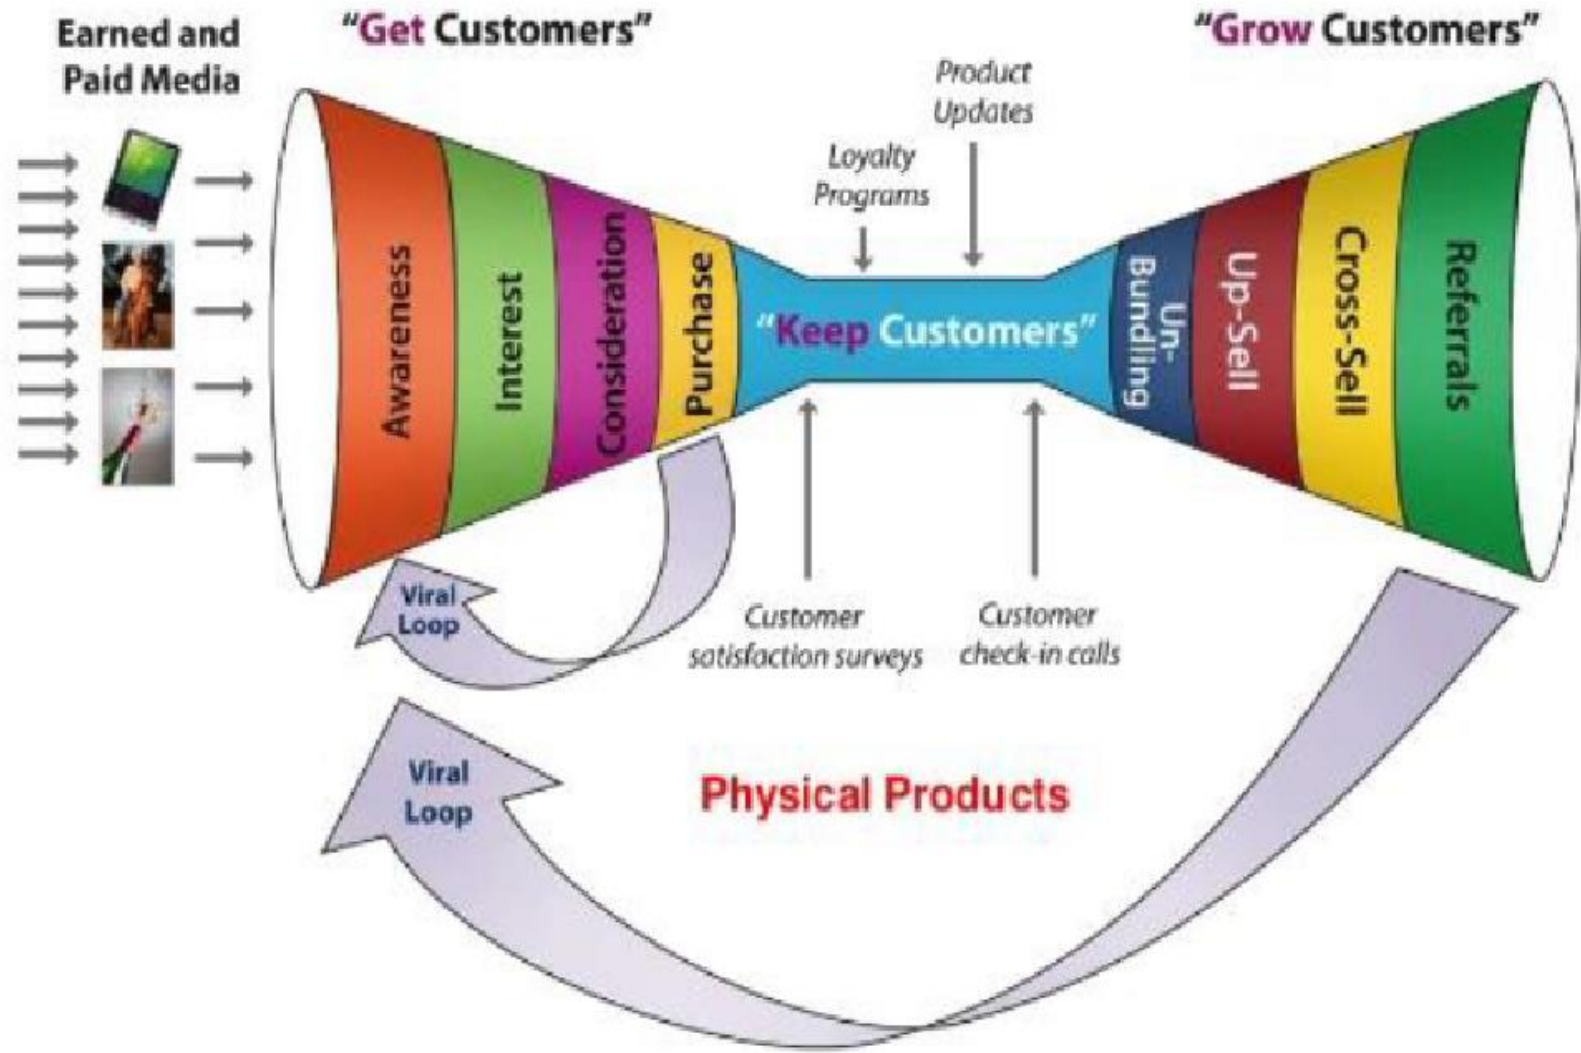 Earned and
Paid Media
“Get Customers”
“Grow Customers”
Product
Updates
Loyalty
Programs
Awareness
Interest
Consideration
Purchase
“Keep Customers”
Un-
Bundling
Up-Sell
Cross-Sell
Referrals
Viral
Loop
Customer
satisfaction surveys
Customer
check-in calls
Viral
Loop
Physical Products